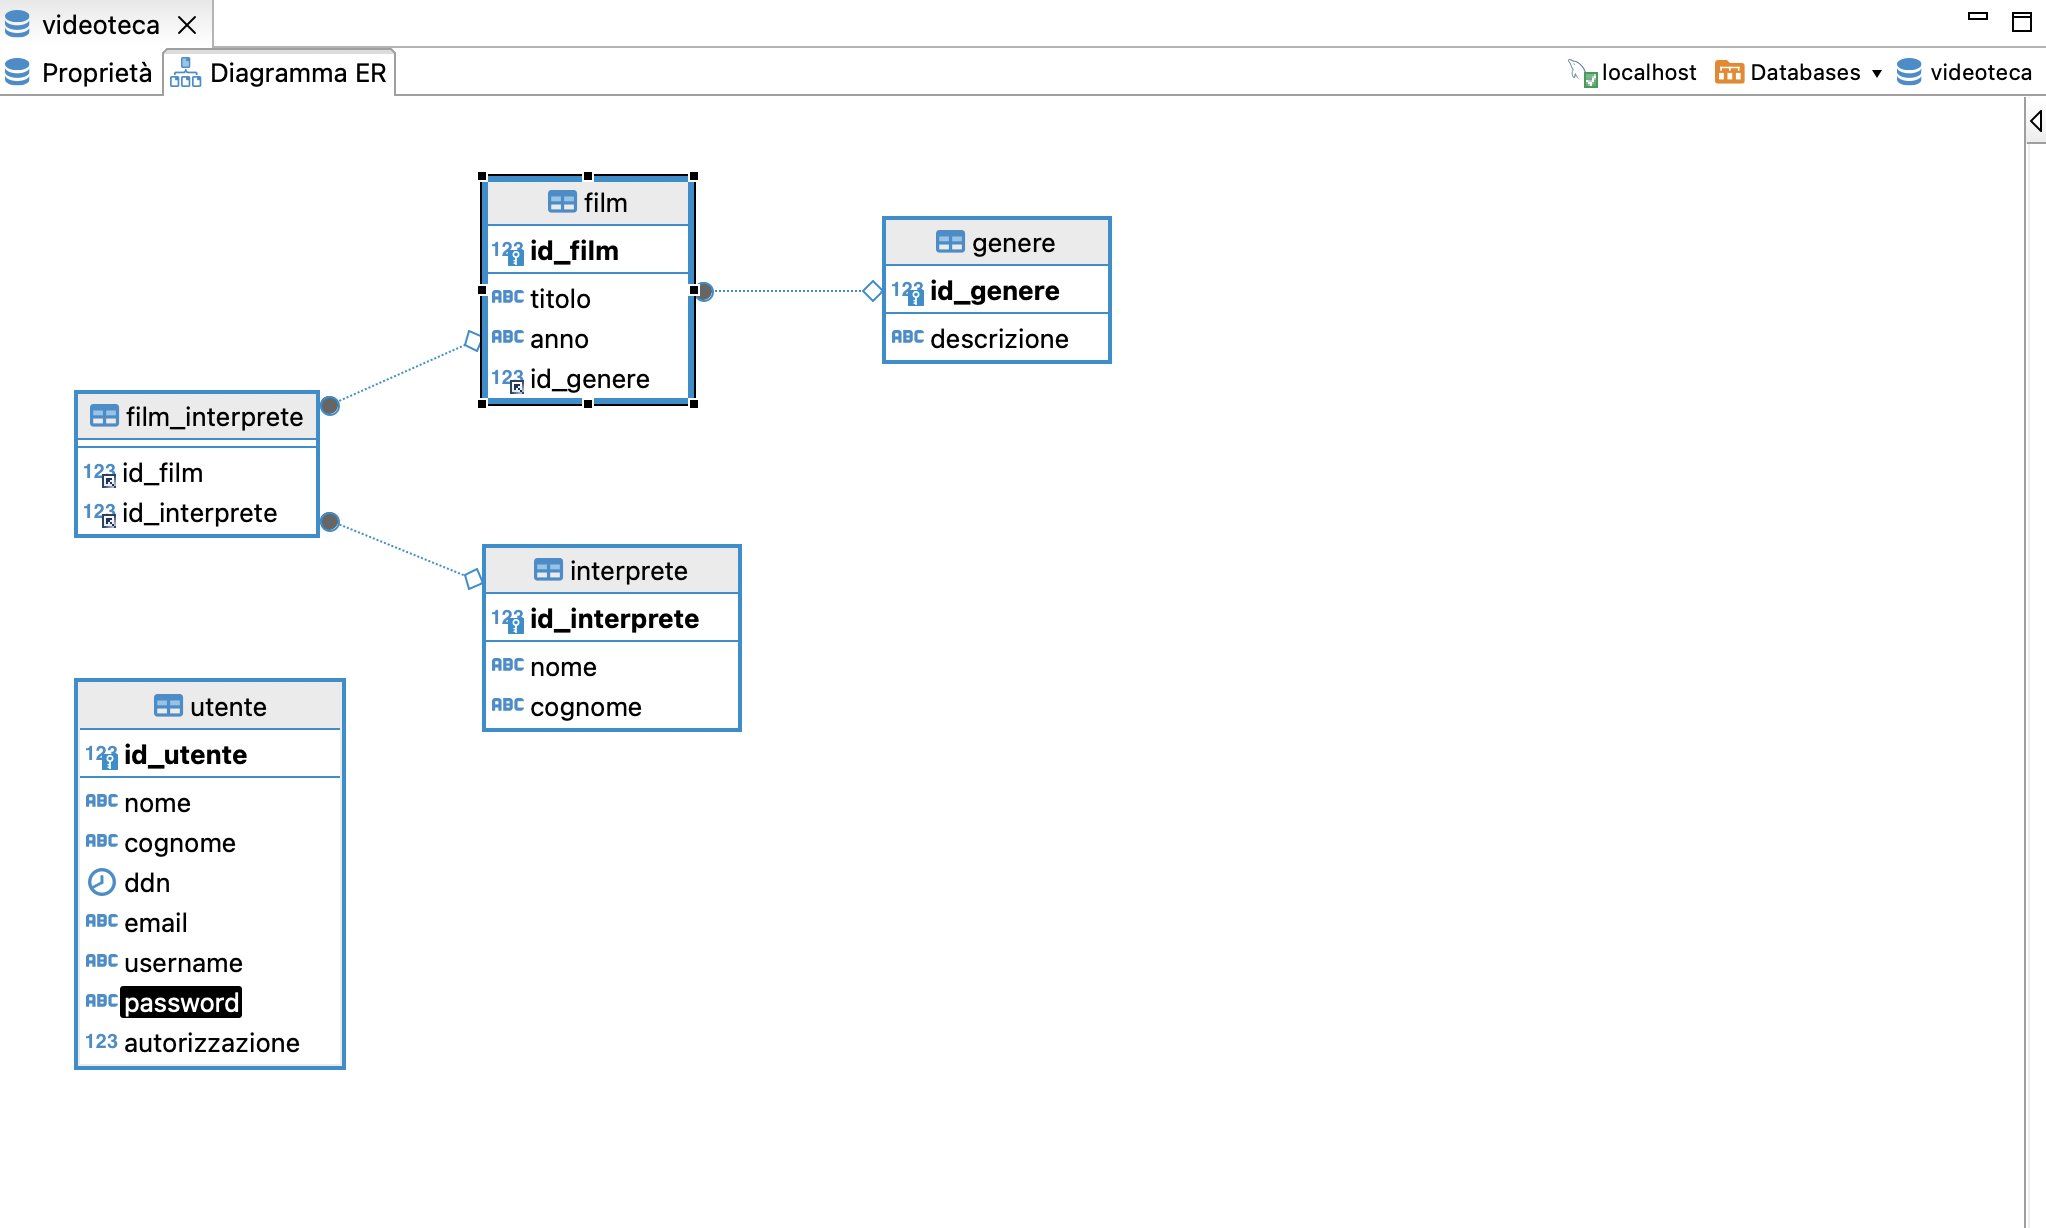 videoteca
Proprietà
Diagramma ER
localhost
Databases
videoteca
film
123 id_film
ABC titolo
ABC anno
123 id_genere
genere
123 id_genere
ABC descrizione
film_interprete
123 id_film
123 id_interprete
interprete
123 id_interprete
ABC nome
ABC cognome
utente
123 id_utente
ABC nome
ABC cognome
ddn
ABC email
ABC username
ABC password
123 autorizzazione